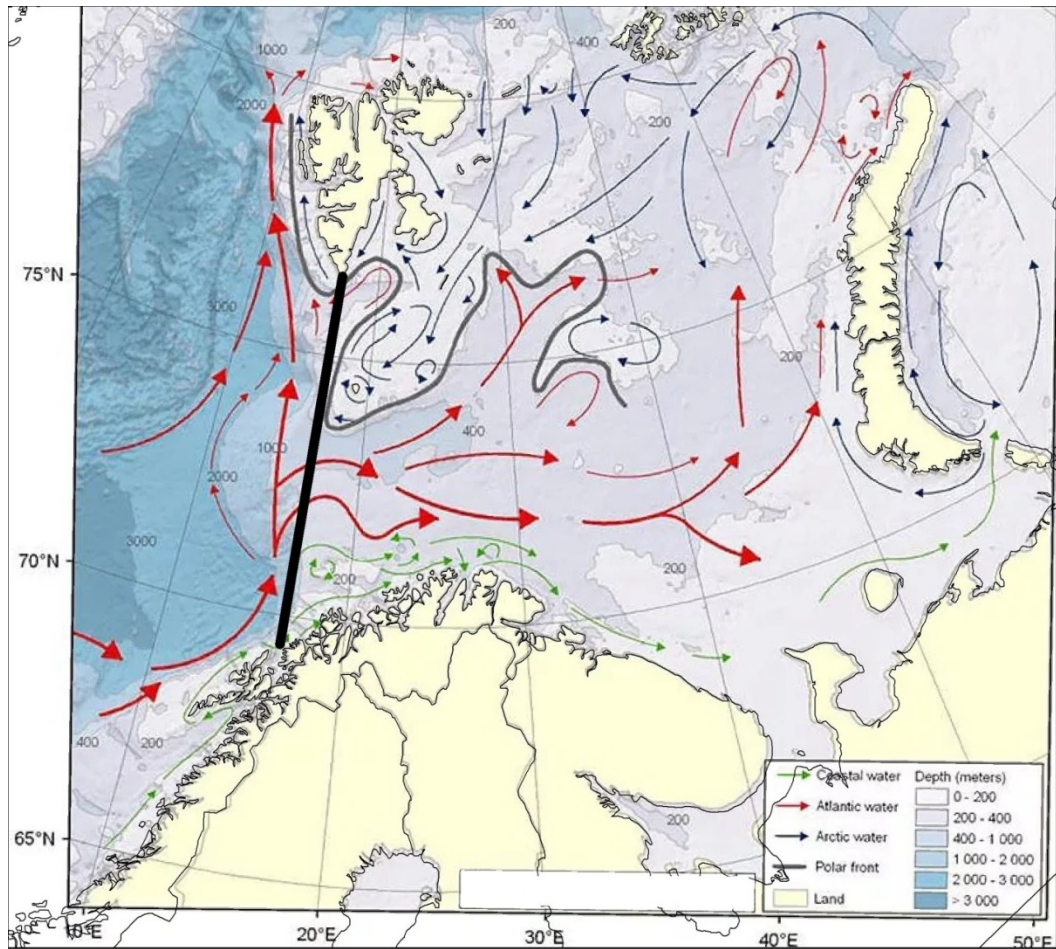 200
400
1000
2000
200
200
75°N
3000
200
400
1000
2000
3000
70°N
200
200
400
200
65°N
200
Coastal water
Atlantic water
Arctic water
Polar front
Land
Depth (meters)
0 - 200
200 - 400
400 - 1 000
1 000 - 2 000
2 000 - 3 000
> 3 000
10°E
20°E
30°E
40°E
50°E